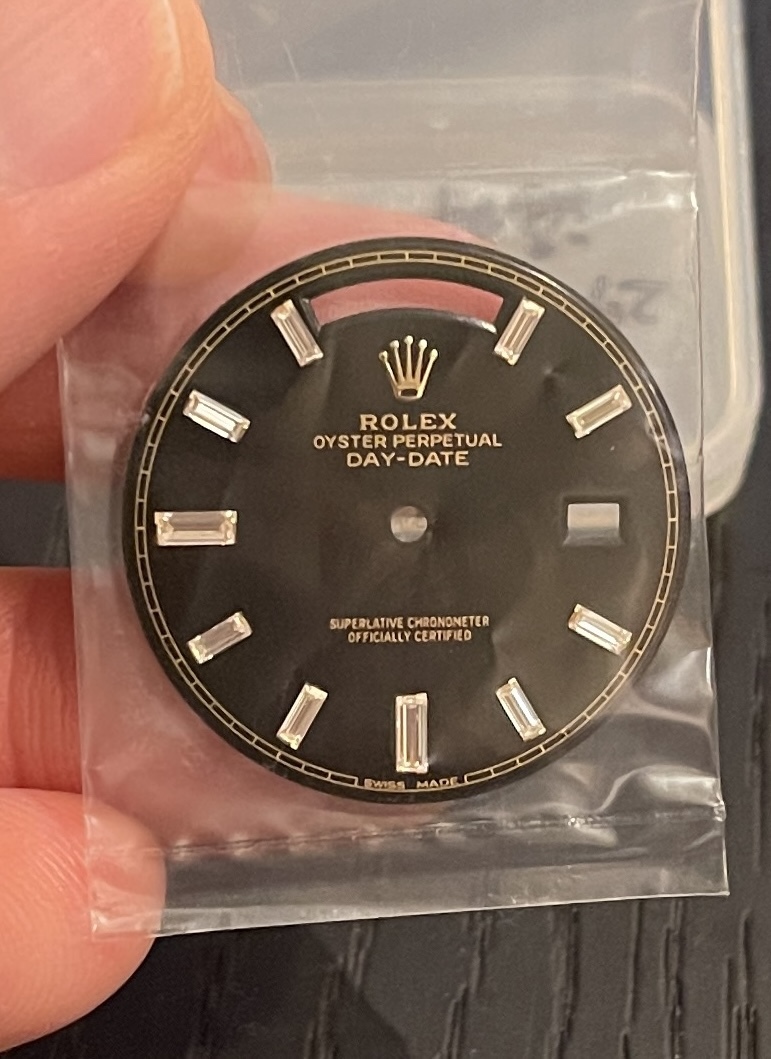 ROLEX
OYSTER PERPETUAL
DAY-DATE
SUPERLATIVE CHRONOMETER
OFFICIALLY CERTIFIED
SWISS MADE